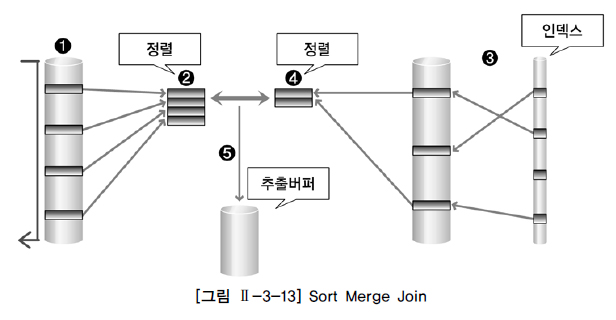 ❶
정렬
❷
정렬
❹
❸
인덱스
❺
추출버퍼
[그림 Ⅱ-3-13] Sort Merge Join